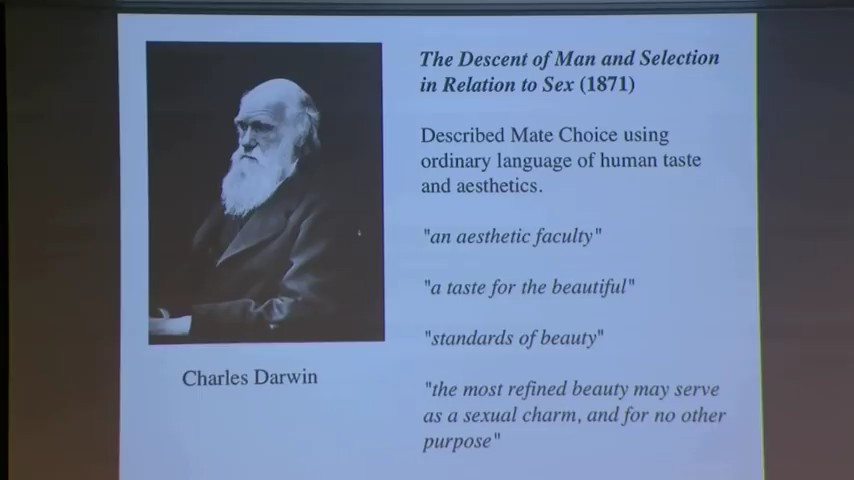 The Descent of Man and Selection
in Relation to Sex (1871)
Described Mate Choice using
ordinary language of human taste
and aesthetics.
"an aesthetic faculty"
"a taste for the beautiful"
"standards of beauty"
"the most refined beauty may serve
as a sexual charm, and for no other
purpose"
Charles Darwin